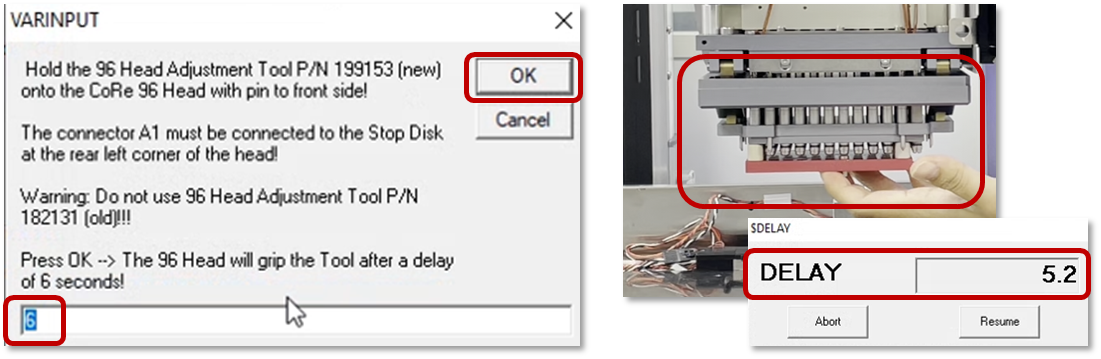 VARINPUT
Hold the 96 Head Adjustment Tool P/N 199153 (new)
onto the CoRe 96 Head with pin to front side!
OK
Cancel
The connector A1 must be connected to the Stop Disk
at the rear left corner of the head!
Warning: Do not use 96 Head Adjustment Tool P/N
182131 (old)!!!
Press OK --> The 96 Head will grip the Tool after a delay
of 6 seconds!
6
$DELAY
DELAY
5.2
Abort
Resume